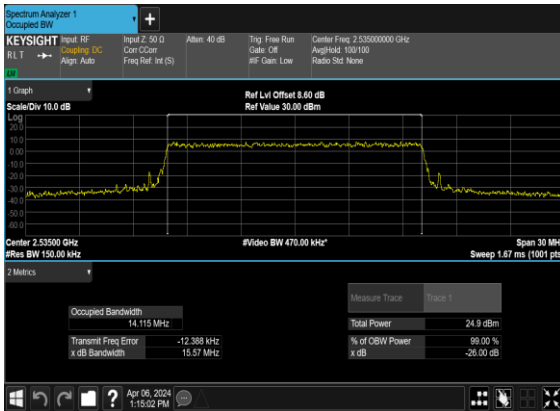 Spectrum Analyzer 1
Occupied BW
KEYSIGHT
RLT
Input: RF
Coupling: DC
Align: Auto
Input Z: 50 Ω
Corr CCorr
Freq Ref: Int (S)
Atten: 40 dB
Trig: Free Run
Gate: Off
#IF Gain: Low
Center Freq: 2.535000000 GHz
Avg|Hold: 100/100
Radio Std: None
1 Graph
Scale/Div 10.0 dB
Ref Lvl Offset 8.60 dB
Ref Value 30.00 dBm
Log
20.0
10.0
0.00
-10.0
-20.0
-30.0
-40.0
-50.0
-60.0
Center 2.53500 GHz
#Res BW 150.00 kHz
#Video BW 470.00 kHz*
Span 30 MH
Sweep 1.67 ms (1001 pts
2 Metrics
Measure Trace
Trace 1
Occupied Bandwidth
14.115 MHz
Total Power
24.9 dBm
Transmit Freq Error
-12.388 kHz
% of OBW Power
99.00 %
x dB Bandwidth
15.57 MHz
x dB
-26.00 dB
Apr 06, 2024
1:15:02 PM